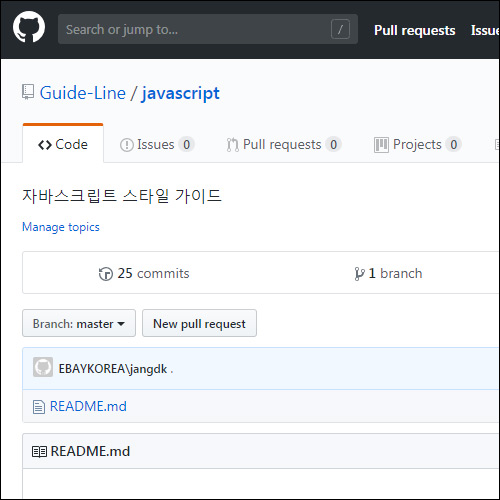 Search or jump to... / Pull requests Issue
Guide-Line / javascript
Code Issues 0 Pull requests 0 Projects 0
자바스크립트 스타일 가이드
Manage topics
25 commits 1 branch
Branch: master New pull request
EBAYKOREA\jangdk .
README.md
README.md